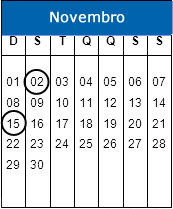 Novembro
D S T Q Q S S
01 02 03 04 05 06 07
08 09 10 11 12 13 14
15 16 17 18 19 20 21
22 23 24 25 26 27 28
29 30